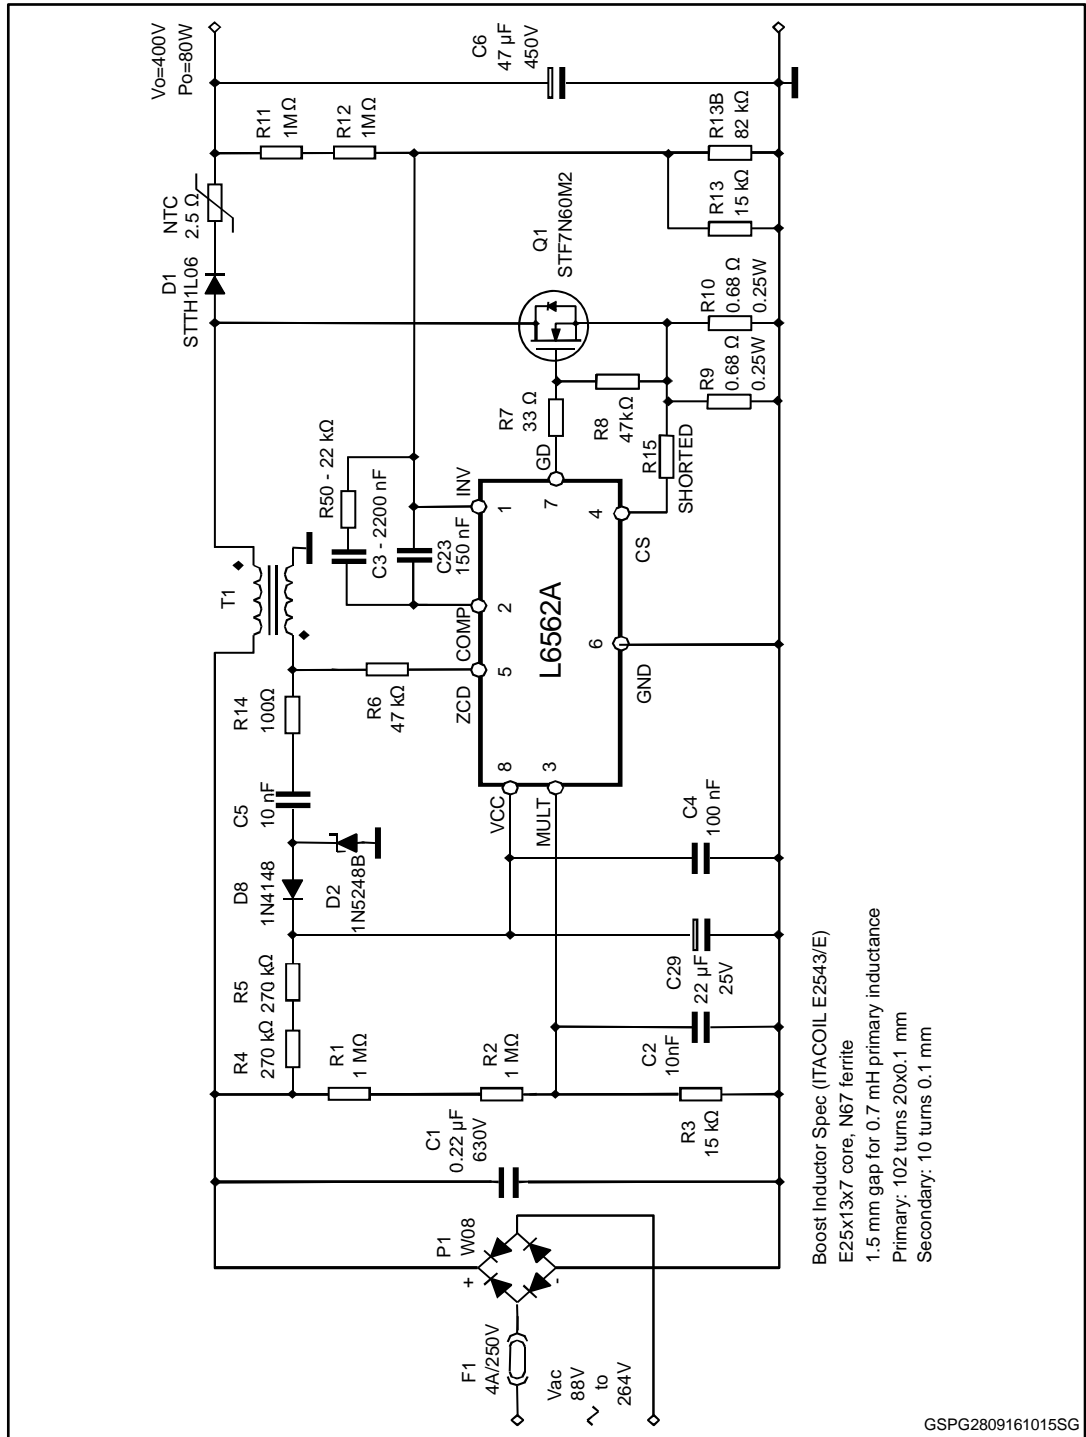 F1
4A/250V
Vac
88V
~
to
264V
P1
W08
+
-
C1
0.22 µF
630V
R4
270 kΩ
R5
270 kΩ
R1
1 MΩ
R2
1 MΩ
R3
15 kΩ
C2
10nF
C29
22 µF
25V
C4
100 nF
D8
1N4148
D2
1N5248B
C5
10 nF
R14
100Ω
R6
47 kΩ
T1
R50 - 22 kΩ
C3 - 2200 nF
C23
150 nF
VCC
8
MULT
3
ZCD
5
COMP
2
INV
1
L6562A
6
GND
7
GD
4
CS
R7
33 Ω
R8
47kΩ
R15
SHORTED
R9
0.68 Ω
0.25W
R10
0.68 Ω
0.25W
Q1
STF7N60M2
D1
STTH1L06
NTC
2.5 Ω
R11
1MΩ
R12
1MΩ
R13
15 kΩ
R13B
82 kΩ
C6
47 µF
450V
Vo=400V
Po=80W
Boost Inductor Spec (ITACOIL E2543/E)
E25x13x7 core, N67 ferrite
1.5 mm gap for 0.7 mH primary inductance
Primary: 102 turns 20x0.1 mm
Secondary: 10 turns 0.1 mm
GSPG2809161015SG